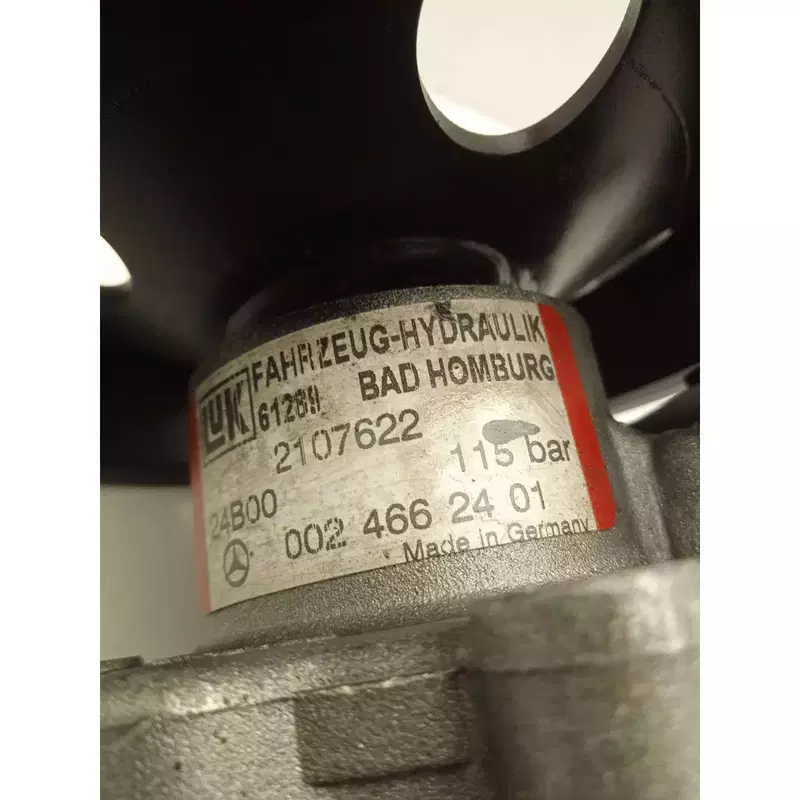 LUK FAHRZEUG-HYDRAULIK
61289 BAD HOMBURG
2107622
24B00 115 bar
002 466 24 01
Made in Germany